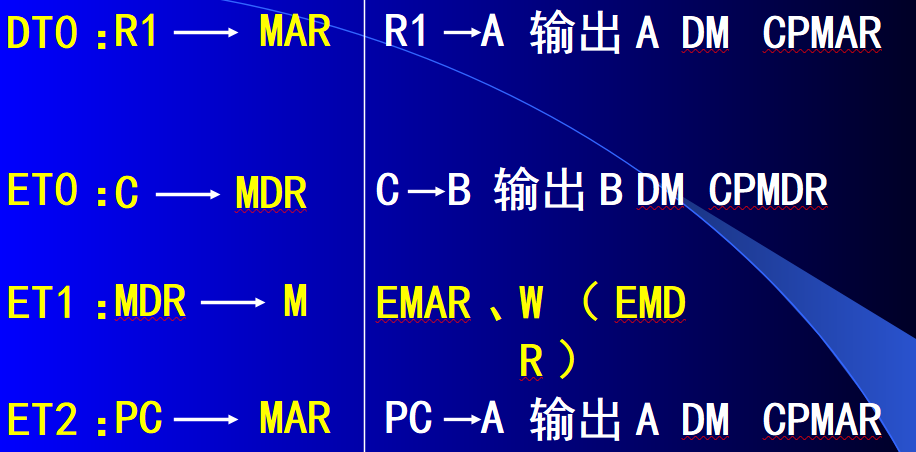 DT0：R1 → MAR R1 →A 输出 A DM CPMAR
ET0：C → MDR C →B 输出 B DM CPMDR
ET1：MDR → M EMAR 、W （ EMD
R ）
ET2：PC → MAR PC →A 输出 A DM CPMAR